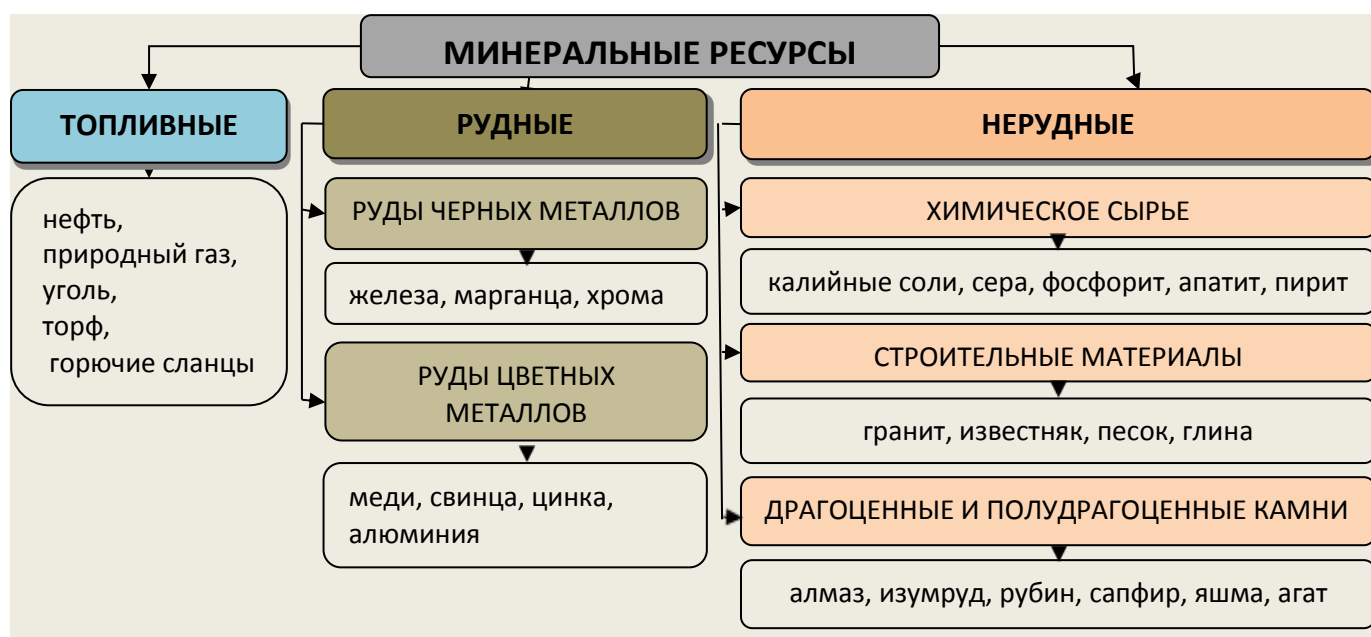 МИНЕРАЛЬНЫЕ РЕСУРСЫ
ТОПЛИВНЫЕ
нефть,
природный газ,
уголь,
торф,
горючие сланцы
РУДНЫЕ
РУДЫ ЧЕРНЫХ МЕТАЛЛОВ
железа, марганца, хрома
РУДЫ ЦВЕТНЫХ
МЕТАЛЛОВ
меди, свинца, цинка,
алюминия
НЕРУДНЫЕ
ХИМИЧЕСКОЕ СЫРЬЕ
калийные соли, сера, фосфорит, апатит, пирит
СТРОИТЕЛЬНЫЕ МАТЕРИАЛЫ
гранит, известняк, песок, глина
ДРАГОЦЕННЫЕ И ПОЛУДРАГОЦЕННЫЕ КАМНИ
алмаз, изумруд, рубин, сапфир, яшма, агат